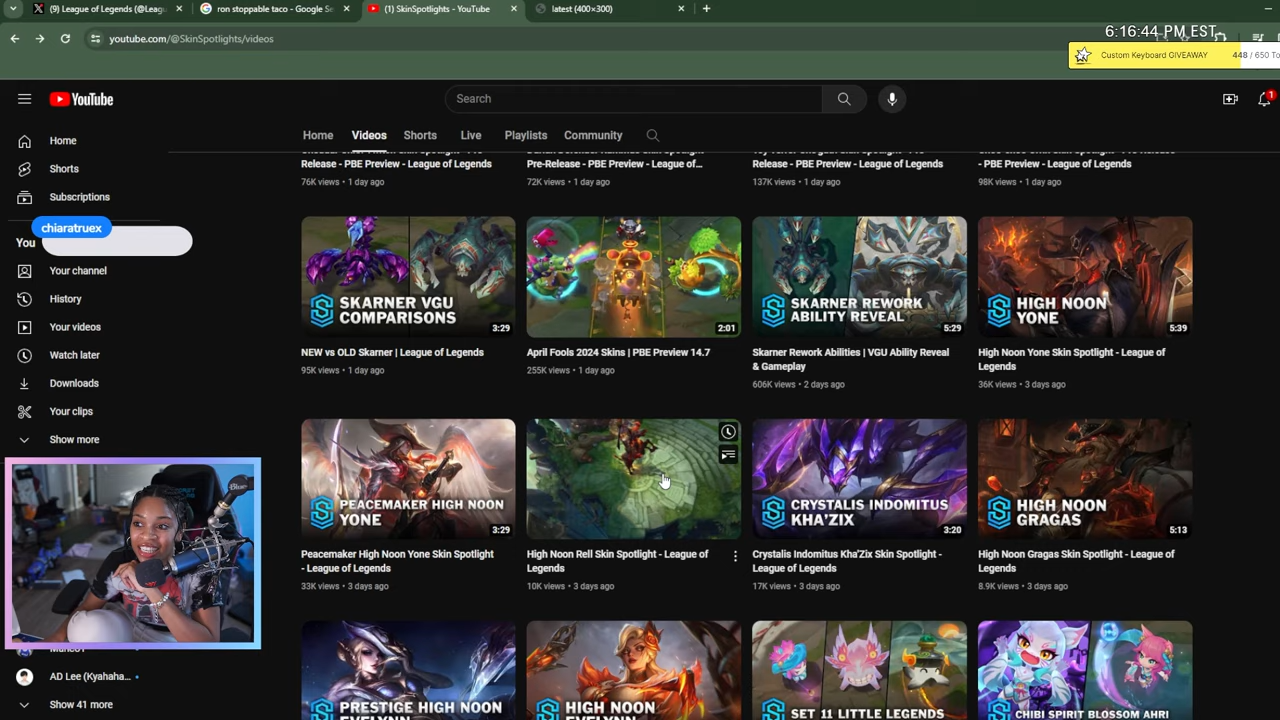 (9) League of Legends (@Leagu
ron stoppable taco - Google Se
(1) SkinSpotlights - YouTube
latest (400×300)
youtube.com/@SkinSpotlights/videos
6:16:44 PM EST
Custom Keyboard GIVEAWAY
448 / 650 To
YouTube
Search
1
Home
Videos
Shorts
Live
Playlists
Community
Home
Shorts
Subscriptions
chiaratruex
You
Your channel
History
Your videos
Watch later
Downloads
Your clips
Show more
AD Lee (Kyahaha...
Show 41 more
Release - PBE Preview - League of Legends
76K views • 1 day ago
Pre-Release - PBE Preview - League of...
72K views • 1 day ago
Release - PBE Preview - League of Legends
137K views • 1 day ago
- PBE Preview - League of Legends
98K views • 1 day ago
SKARNER VGU
COMPARISONS
3:29
NEW vs OLD Skarner | League of Legends
95K views • 1 day ago
2:01
April Fools 2024 Skins | PBE Preview 14.7
255K views • 1 day ago
SKARNER REWORK
ABILITY REVEAL
5:29
Skarner Rework Abilities | VGU Ability Reveal
& Gameplay
606K views • 2 days ago
HIGH NOON
YONE
5:39
High Noon Yone Skin Spotlight - League of
Legends
36K views • 3 days ago
PEACEMAKER HIGH NOON
YONE
3:29
Peacemaker High Noon Yone Skin Spotlight
- League of Legends
33K views • 3 days ago
High Noon Rell Skin Spotlight - League of
Legends
10K views • 3 days ago
CRYSTALIS INDOMITUS
KHA'ZIX
3:20
Crystalis Indomitus Kha'Zix Skin Spotlight -
League of Legends
17K views • 3 days ago
HIGH NOON
GRAGAS
5:13
High Noon Gragas Skin Spotlight - League of
Legends
8.9K views • 3 days ago
PRESTIGE HIGH NOON
HIGH NOON
SET 11 LITTLE LEGENDS
CHIBI SPIRIT BLOSSOM AHRI